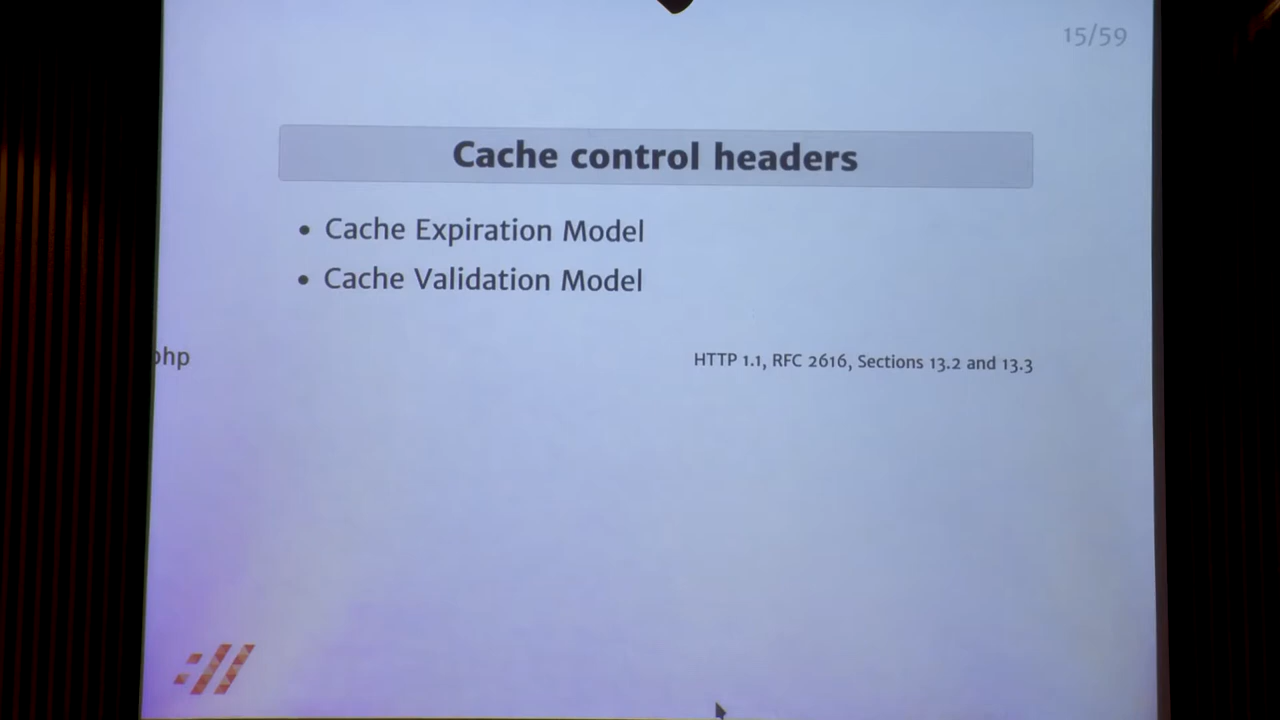 15/59
Cache control headers
• Cache Expiration Model
• Cache Validation Model
php
HTTP 1.1, RFC 2616, Sections 13.2 and 13.3